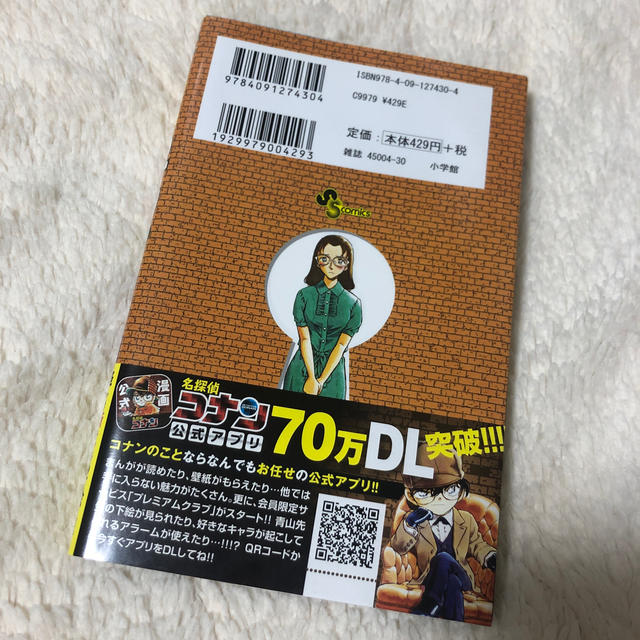 9784091274304
1929979004293
ISBN978-4-09-127430-4
C9979 ¥429E
定価：本体429円+税
雑誌 45004-30
小学館
S comics
漫画
公式
名探偵
コナン
公式アプリ
70万DL突破!!!
コナンのことならなんでもお任せの公式アプリ!!
まんがが読めたり、壁紙がもらえたり…他では
に入らない魅力がたくさん。更に、会員限定サ
ビス「プレミアムクラブ」がスタート!! 青山先
の下絵が見られたり、好きなキャラが起こして
れるアラームが使えたり…!!!? QRコードか
今すぐアプリをDLしてね!!